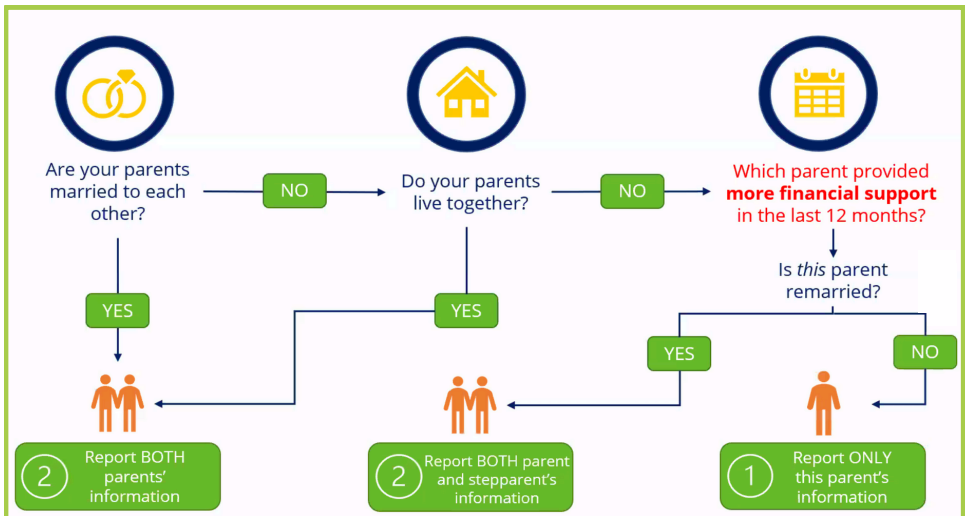 Are your parents
married to each
other?
NO
Do your parents
live together?
NO
Which parent provided
more financial support
in the last 12 months?
Is this parent
remarried?
YES
YES
YES
NO
2
Report BOTH
parents’
information
2
Report BOTH parent
and stepparent’s
information
1
Report ONLY
this parent’s
information